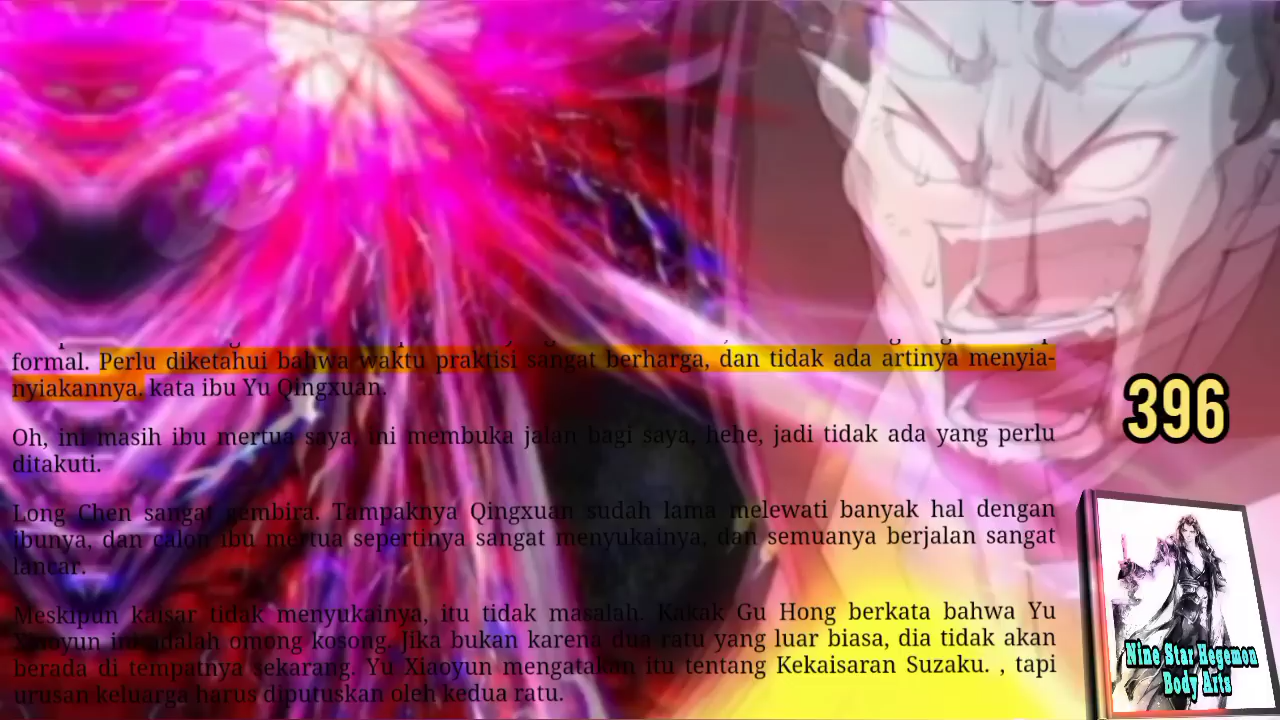 formal. Perlu diketahui bahwa waktu praktisi sangat berharga, dan tidak ada artinya menyia-
nyiakannya. kata ibu Yu Qingxuan.
Oh, ini masih ibu mertua saya, ini membuka jalan bagi saya, hehe, jadi tidak ada yang perlu
ditakuti.
Long Chen sangat gembira. Tampaknya Qingxuan sudah lama melewati banyak hal dengan
ibunya, dan calon ibu mertua sepertinya sangat menyukainya, dan semuanya berjalan sangat
lancar.
Meskipun kaisar tidak menyukainya, itu tidak masalah. Kakak Gu Hong berkata bahwa Yu
Xiaoyun ini adalah omong kosong. Jika bukan karena dua ratu yang luar biasa, dia tidak akan
berada di tempatnya sekarang. Yu Xiaoyun mengatakan itu tentang Kekaisaran Suzaku. , tapi
urusan keluarga harus diputuskan oleh kedua ratu.
396
Nine Star Hegemon
Body Arts